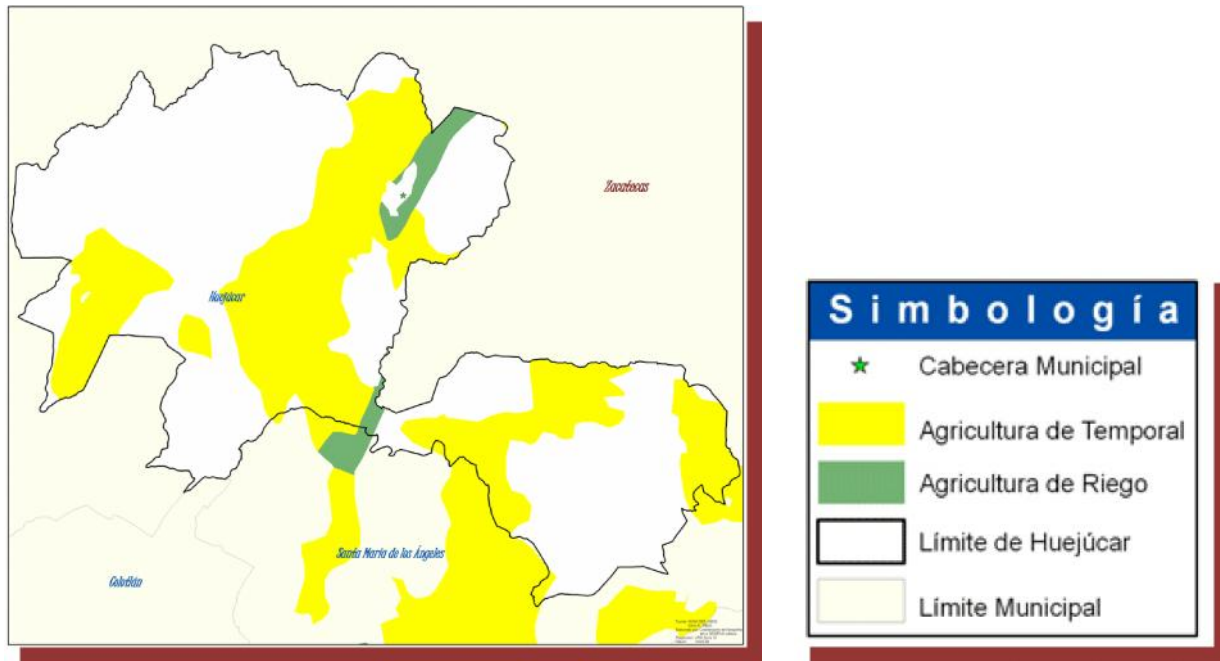 Zacatecas
Huejúcar
Santa María de los Ángeles
Colotlán
Simbología
Cabecera Municipal
Agricultura de Temporal
Agricultura de Riego
Límite de Huejúcar
Límite Municipal